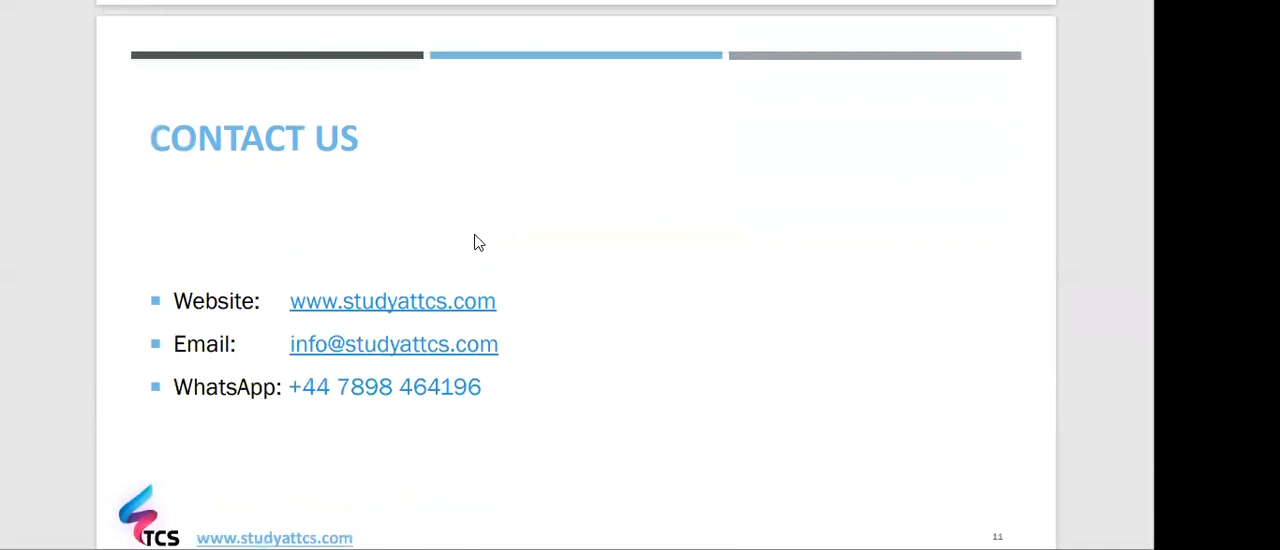 CONTACT US
Website: www.studyattcs.com
Email: info@studyattcs.com
WhatsApp: +44 7898 464196
TCS www.studyattcs.com
11